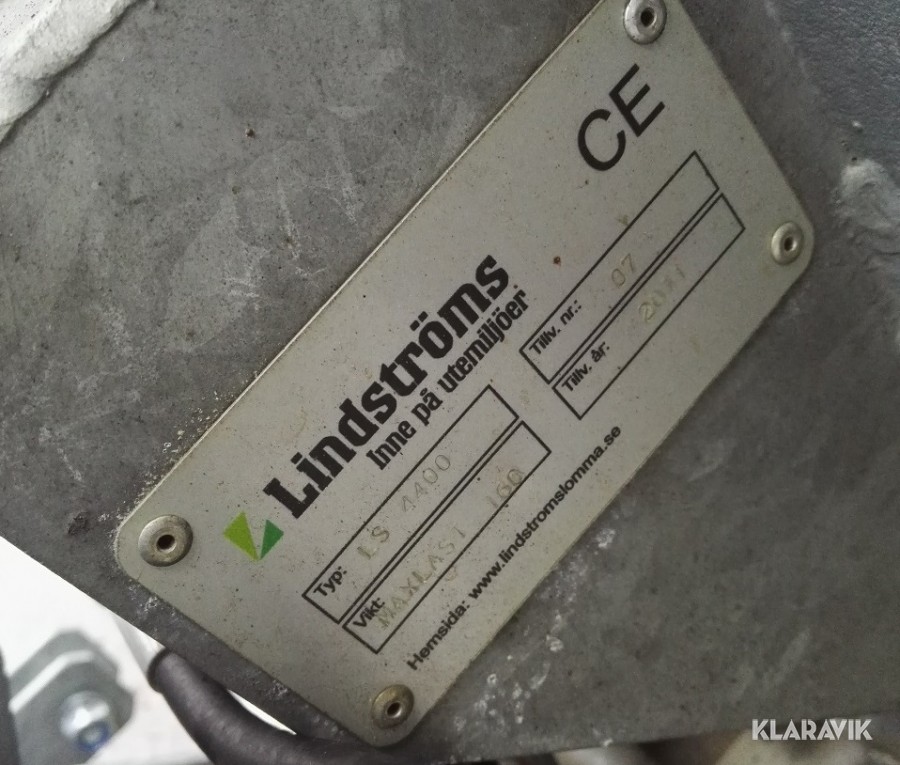 CE
Lindströms
Inne på utemiljöer
Typ: LS 4400
Vikt: MAXLAST 160
Tillv. nr.: 07
Tillv. år: 2011
Hemsida: www.lindstromslomma.se
KLARAVIK